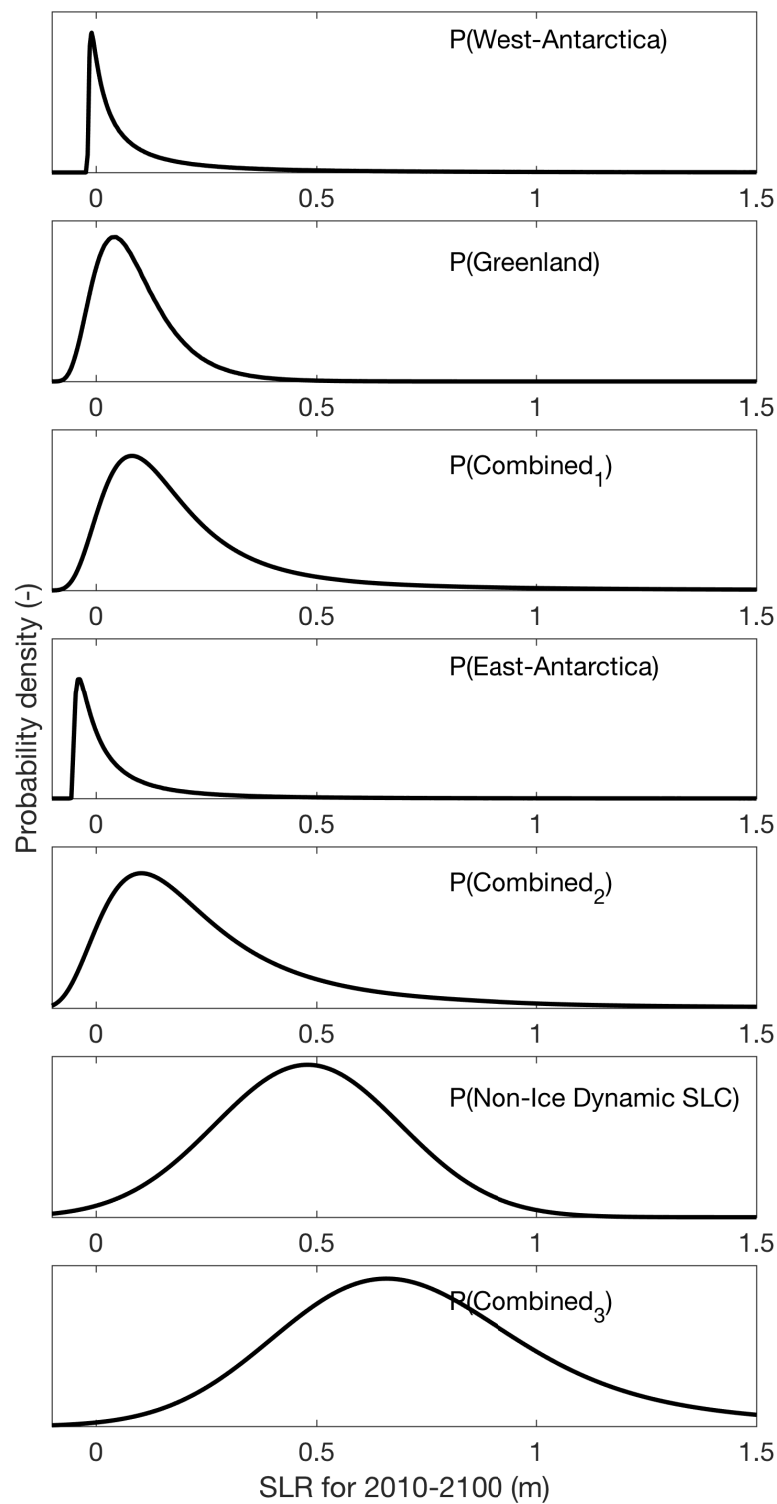 P(West-Antarctica)
0 0.5 1 1.5
P(Greenland)
0 0.5 1 1.5
P(Combined1)
0 0.5 1 1.5
Probability density (-)
P(East-Antarctica)
0 0.5 1 1.5
P(Combined2)
0 0.5 1 1.5
P(Non-Ice Dynamic SLC)
0 0.5 1 1.5
P(Combined3)
0 0.5 1 1.5
SLR for 2010-2100 (m)